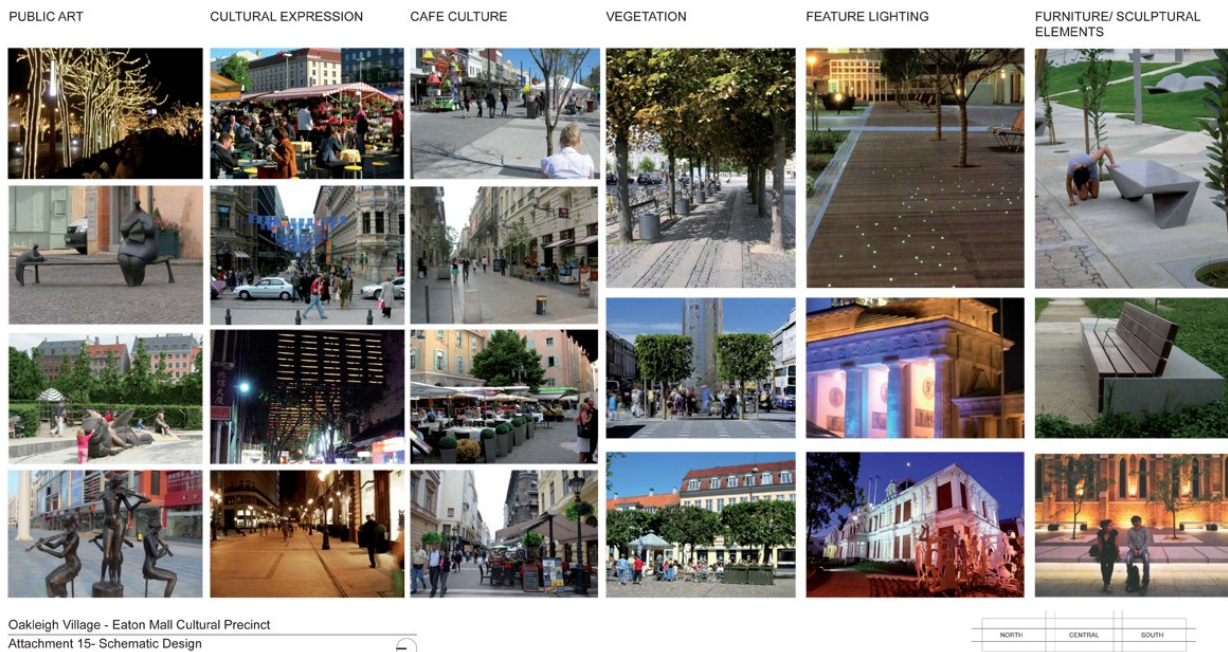 PUBLIC ART
CULTURAL EXPRESSION
CAFE CULTURE
VEGETATION
FEATURE LIGHTING
FURNITURE/ SCULPTURAL
ELEMENTS
Oakleigh Village - Eaton Mall Cultural Precinct
Attachment 15- Schematic Design
NORTH
CENTRAL
SOUTH